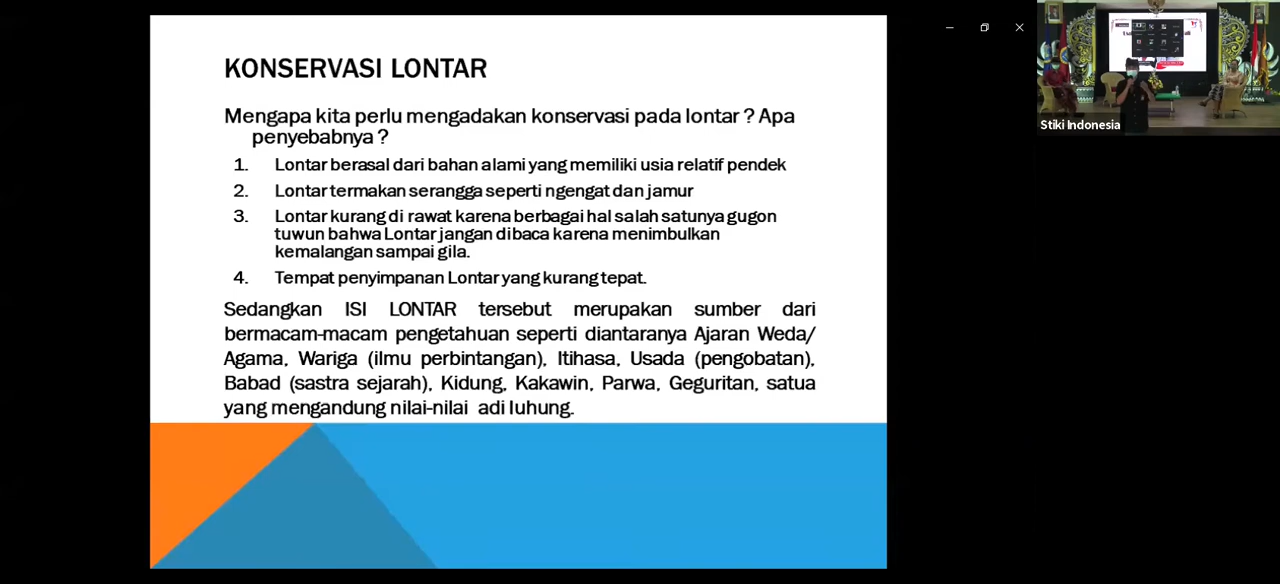 KONSERVASI LONTAR
Mengapa kita perlu mengadakan konservasi pada lontar ? Apa
penyebabnya ?
1. Lontar berasal dari bahan alami yang memiliki usia relatif pendek
2. Lontar termakan serangga seperti ngengat dan jamur
3. Lontar kurang di rawat karena berbagai hal salah satunya gugon
tuwun bahwa Lontar jangan dibaca karena menimbulkan
kemalangan sampai gila.
4. Tempat penyimpanan Lontar yang kurang tepat.
Sedangkan ISI LONTAR tersebut merupakan sumber dari
bermacam-macam pengetahuan seperti diantaranya Ajaran Weda/
Agama, Wariga (ilmu perbintangan), Itihasa, Usada (pengobatan),
Babad (sastra sejarah), Kidung, Kakawin, Parwa, Geguritan, satua
yang mengandung nilai-nilai adi luhung.
Stiki Indonesia